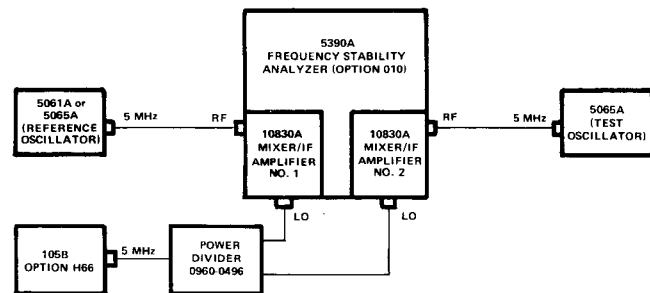 5390A
FREQUENCY STABILITY
ANALYZER (OPTION 010)
5061A or
5065A
(REFERENCE
OSCILLATOR)
5 MHz
RF
10830A
MIXER/IF
AMPLIFIER
NO. 1
10830A
MIXER/IF
AMPLIFIER
NO. 2
RF
5 MHz
5065A
(TEST
OSCILLATOR)
LO
LO
105B
OPTION H66
5 MHz
POWER
DIVIDER
0960-0496